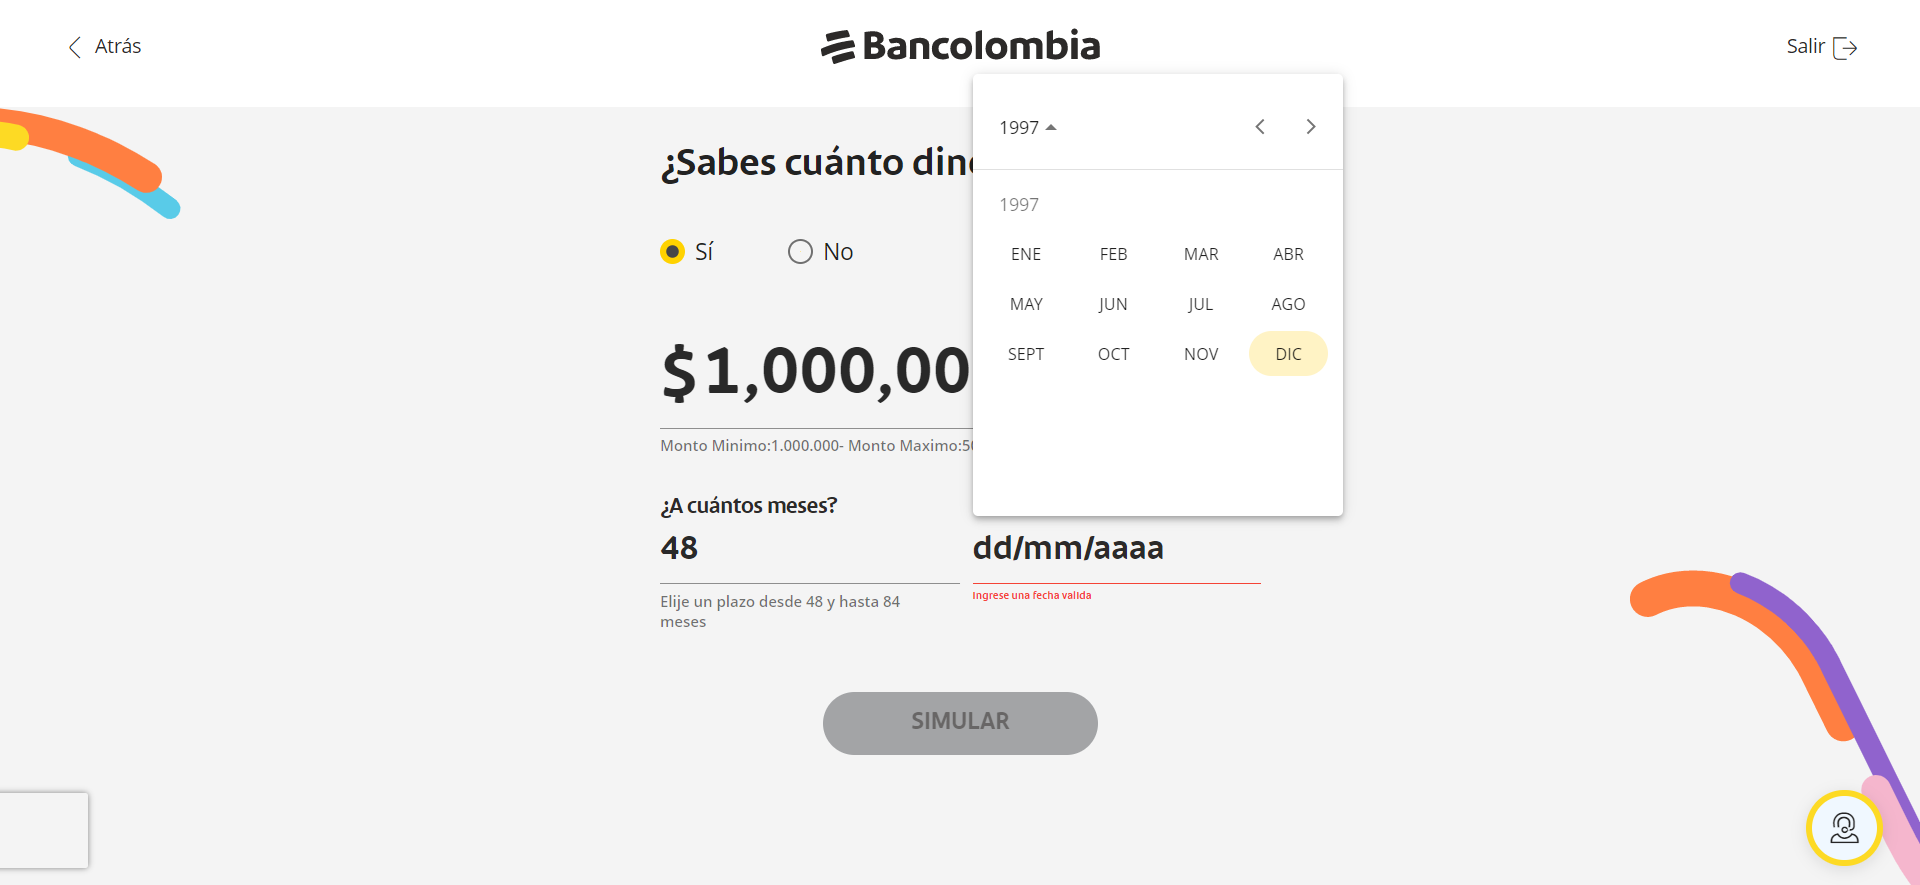 Atrás
Bancolombia
Salir
¿Sabes cuánto din
Sí
No
$1,000,00
Monto Minimo:1.000.000- Monto Maximo:50
1997
1997
ENE FEB MAR ABR
MAY JUN JUL AGO
SEPT OCT NOV DIC
¿A cuántos meses?
48
dd/mm/aaaa
Elije un plazo desde 48 y hasta 84
meses
Ingrese una fecha valida
SIMULAR